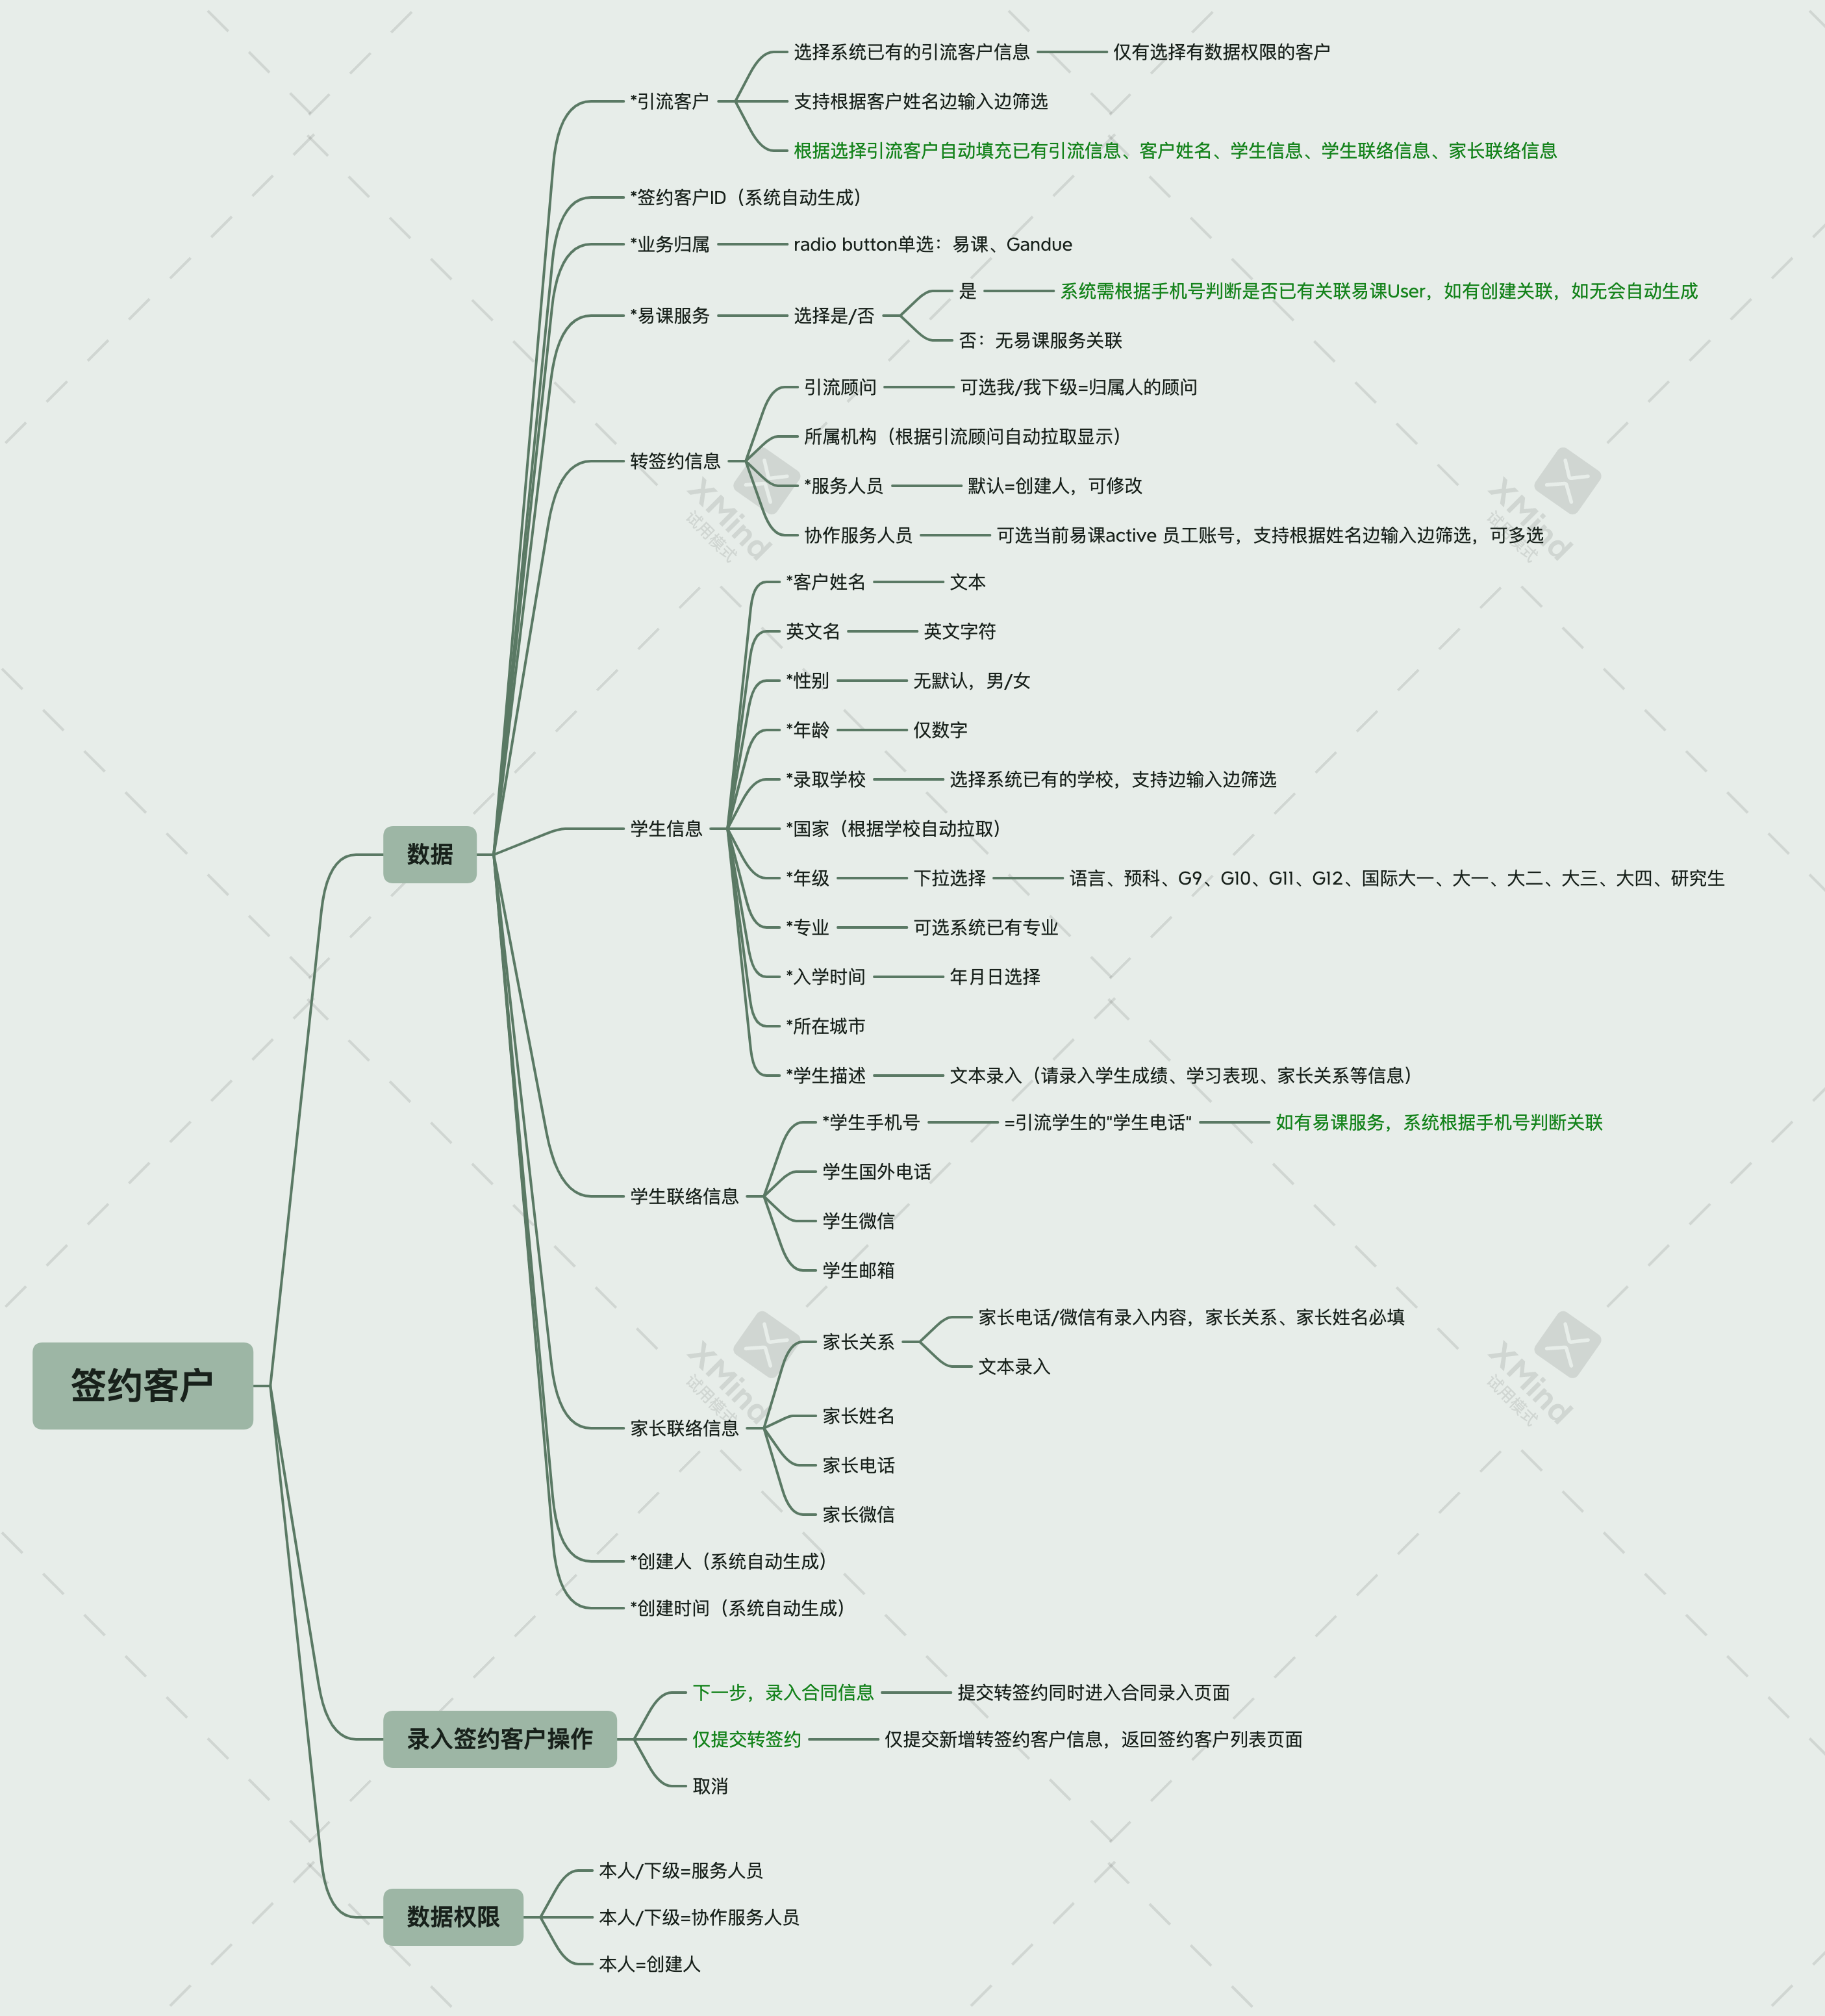 签约客户
数据
*引流客户
选择系统已有的引流客户信息
仅有选择有数据权限的客户
支持根据客户姓名边输入边筛选
根据选择引流客户自动填充已有引流信息、客户姓名、学生信息、学生联络信息、家长联络信息
*签约客户ID（系统自动生成）
*业务归属
radio button单选：易课、Gandue
*易课服务
选择是/否
是
系统需根据手机号判断是否已有关联易课User，如有创建关联，如无会自动生成
否：无易课服务关联
转签约信息
引流顾问
可选我/我下级=归属人的顾问
所属机构（根据引流顾问自动拉取显示）
*服务人员
默认=创建人，可修改
协作服务人员
可选当前易课active 员工账号，支持根据姓名边输入边筛选，可多选
学生信息
*客户姓名
文本
英文名
英文字符
*性别
无默认，男/女
*年龄
仅数字
*录取学校
选择系统已有的学校，支持边输入边筛选
*国家（根据学校自动拉取）
*年级
下拉选择
语言、预科、G9、G10、G11、G12、国际大一、大一、大二、大三、大四、研究生
*专业
可选系统已有专业
*入学时间
年月日选择
*所在城市
*学生描述
文本录入（请录入学生成绩、学习表现、家长关系等信息）
学生联络信息
*学生手机号
=引流学生的"学生电话"
如有易课服务，系统根据手机号判断关联
学生国外电话
学生微信
学生邮箱
家长联络信息
家长关系
家长电话/微信有录入内容，家长关系、家长姓名必填
文本录入
家长姓名
家长电话
家长微信
*创建人（系统自动生成）
*创建时间（系统自动生成）
录入签约客户操作
下一步，录入合同信息
提交转签约同时进入合同录入页面
仅提交转签约
仅提交新增转签约客户信息，返回签约客户列表页面
取消
数据权限
本人/下级=服务人员
本人/下级=协作服务人员
本人=创建人
XMind
试用模式
XMind
试用模式
XMind
试用模式
XMind
试用模式